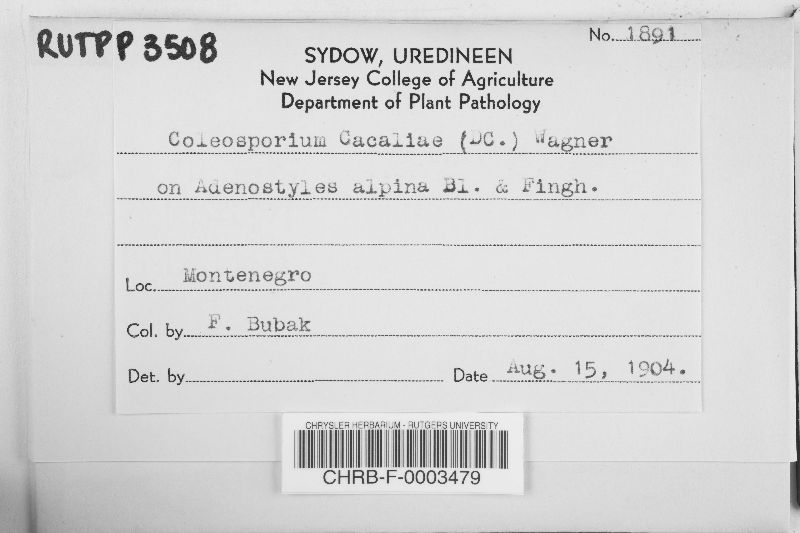 RUTPP 3508
No. 1891
SYDOW, UREDINEEN
New Jersey College of Agriculture
Department of Plant Pathology
Coleosporium Cacaliae (DC.) Wagner
on Adenostyles alpina Bl. & Fingh.
Loc. Montenegro
Col. by F. Bubak
Det. by
Date Aug. 15, 1904.
CHRYSLER HERBARIUM - RUTGERS UNIVERSITY
CHRB-F-0003479